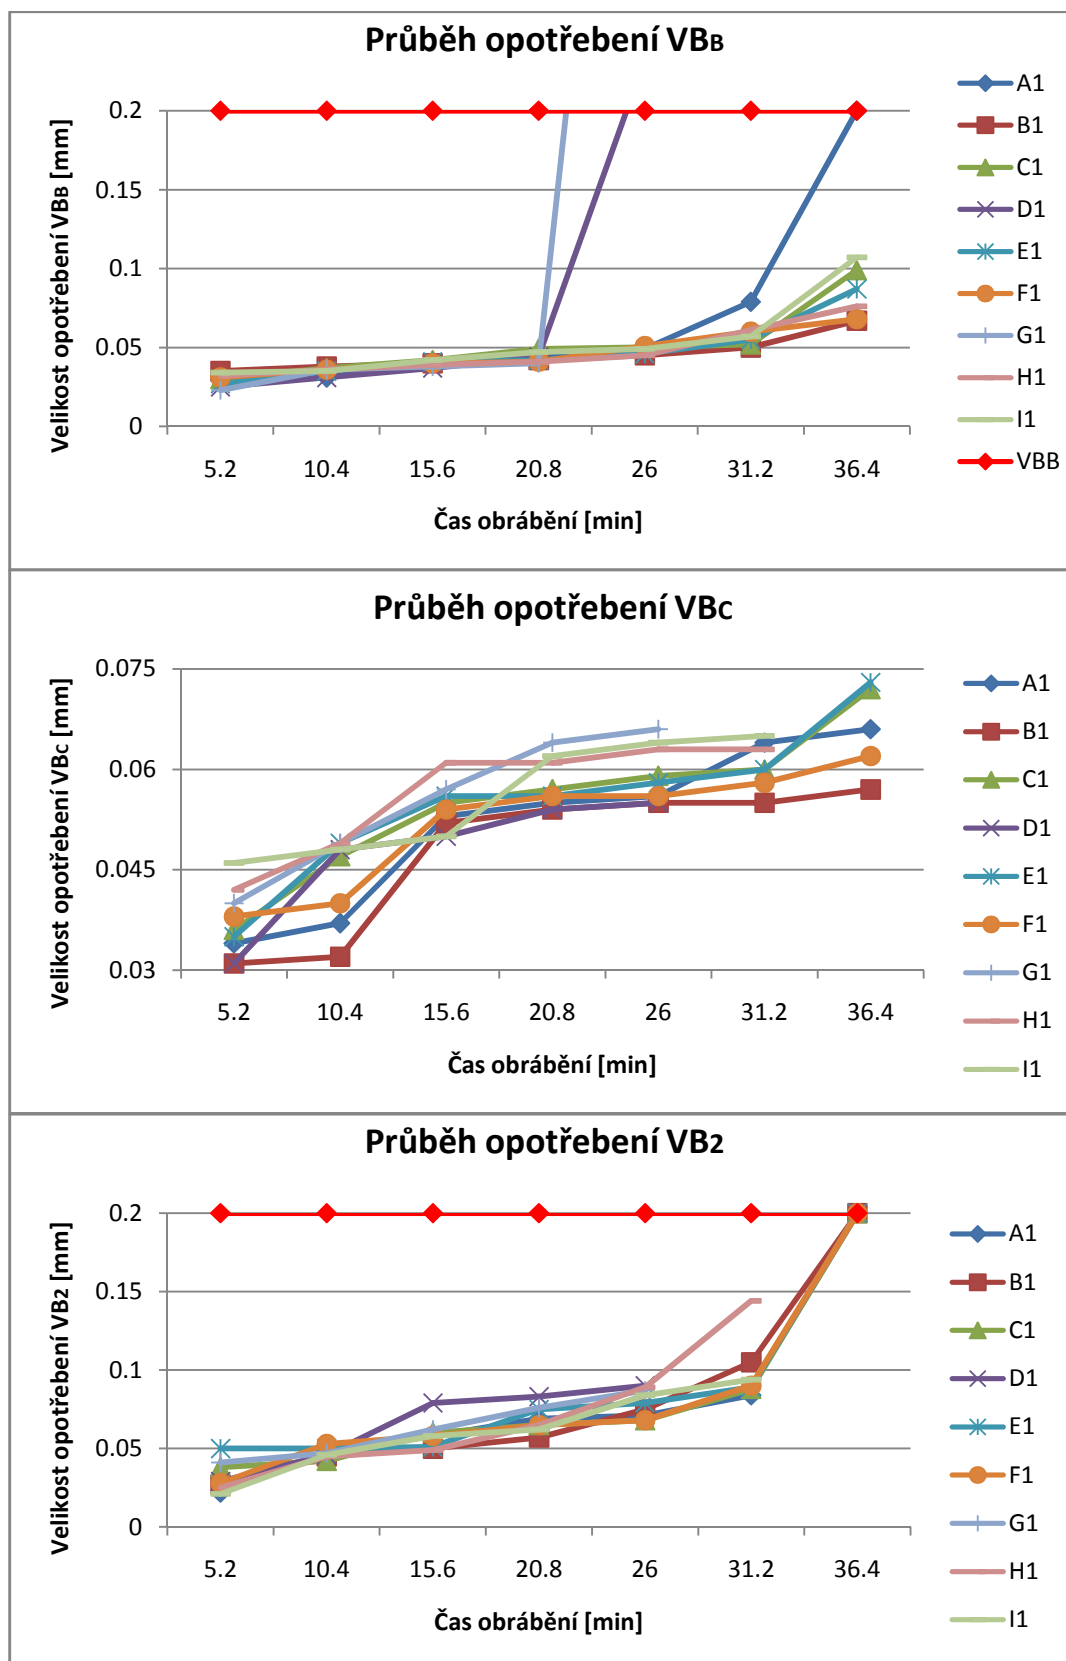 Průběh opotřebení VBB
Velikost opotřebení VBB [mm]
0.2
0.15
0.1
0.05
0
5.2 10.4 15.6 20.8 26 31.2 36.4
Čas obrábění [min]
A1
B1
C1
D1
E1
F1
G1
H1
I1
VBB
Průběh opotřebení VBC
Velikost opotřebení VBC [mm]
0.075
0.06
0.045
0.03
5.2 10.4 15.6 20.8 26 31.2 36.4
Čas obrábění [min]
A1
B1
C1
D1
E1
F1
G1
H1
I1
Průběh opotřebení VB2
Velikost opotřebení VB2 [mm]
0.2
0.15
0.1
0.05
0
5.2 10.4 15.6 20.8 26 31.2 36.4
Čas obrábění [min]
A1
B1
C1
D1
E1
F1
G1
H1
I1